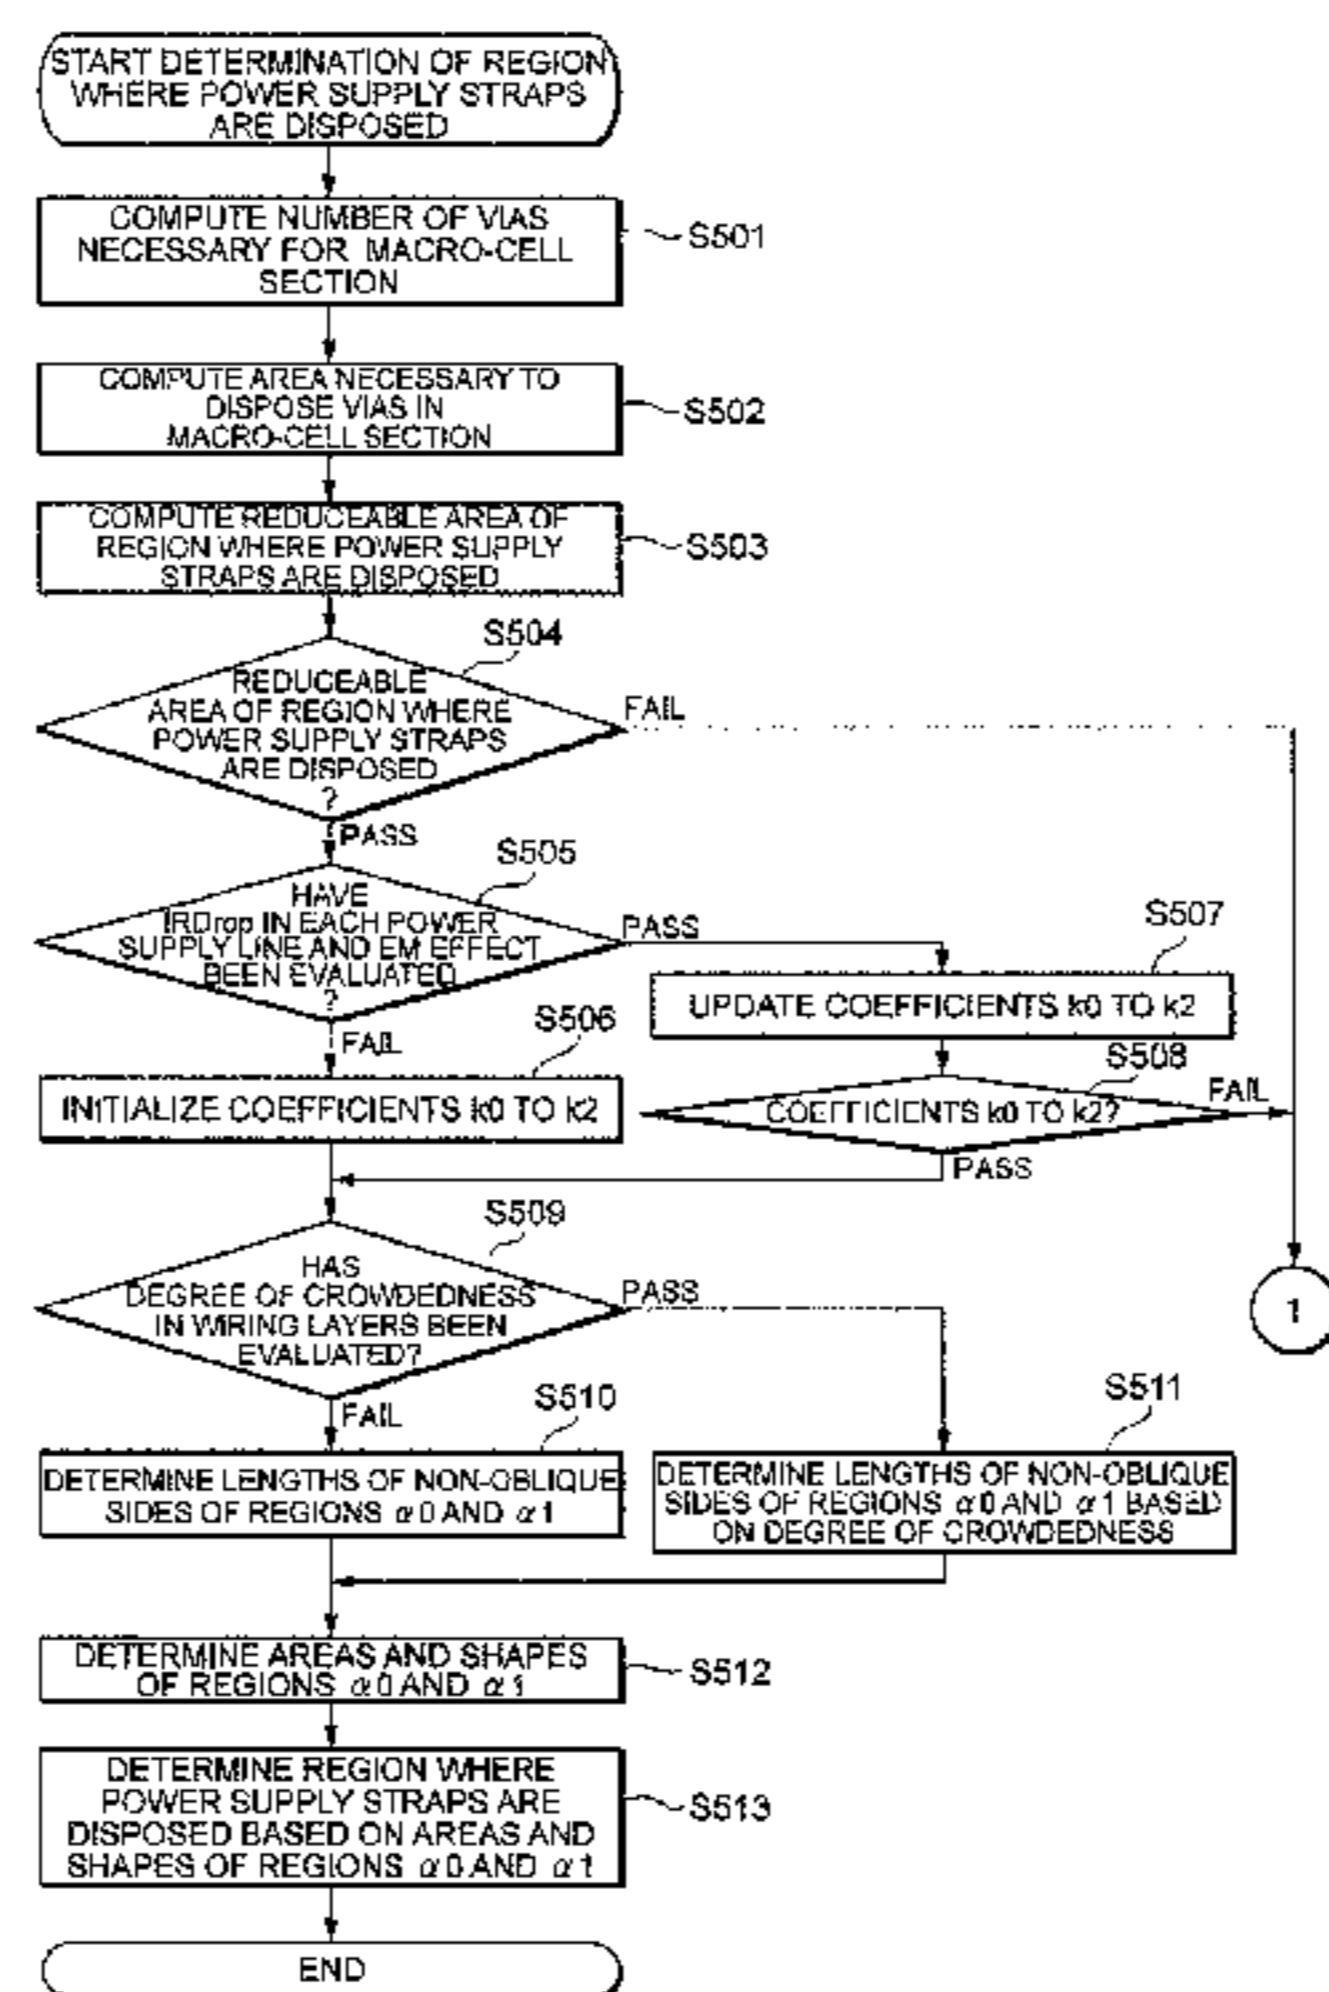 START DETERMINATION OF REGION
WHERE POWER SUPPLY STRAPS
ARE DISPOSED
COMPUTE NUMBER OF VIAS
NECESSARY FOR MACRO-CELL
SECTION
S501
COMPUTE AREA NECESSARY TO
DISPOSE VIAS IN
MACRO-CELL SECTION
S502
COMPUTE REDUCEABLE AREA OF
REGION WHERE POWER SUPPLY
STRAPS ARE DISPOSED
S503
S504
REDUCEABLE
AREA OF REGION WHERE
POWER SUPPLY STRAPS
ARE DISPOSED
?
FAIL
PASS
S505
HAVE
IRDrop IN EACH POWER
SUPPLY LINE AND EM EFFECT
BEEN EVALUATED
?
PASS
FAIL
S507
UPDATE COEFFICIENTS k0 TO k2
S506
INITIALIZE COEFFICIENTS k0 TO k2
S508
COEFFICIENTS k0 TO k2?
FAIL
PASS
S509
HAS
DEGREE OF CROWDEDNESS
IN WIRING LAYERS BEEN
EVALUATED?
PASS
FAIL
1
S510
DETERMINE LENGTHS OF NON-OBLIQUE
SIDES OF REGIONS α0 AND α1
S511
DETERMINE LENGTHS OF NON-OBLIQUE
SIDES OF REGIONS α0 AND α1 BASED
ON DEGREE OF CROWDEDNESS
DETERMINE AREAS AND SHAPES
OF REGIONS α0 AND α1
S512
DETERMINE REGION WHERE
POWER SUPPLY STRAPS ARE
DISPOSED BASED ON AREAS AND
SHAPES OF REGIONS α0 AND α1
S513
END